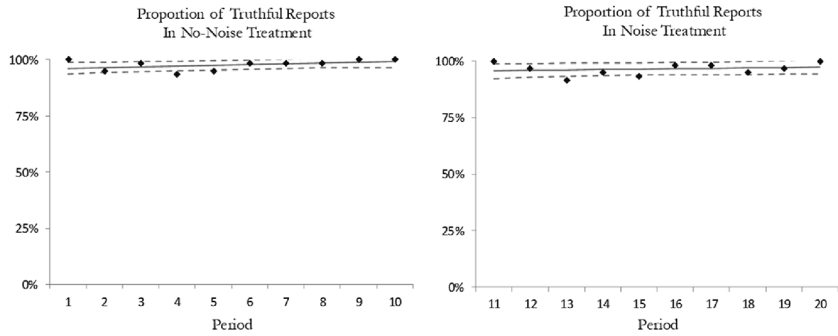 Proportion of Truthful Reports
In No-Noise Treatment
100%
75%
50%
25%
0%
1 2 3 4 5 6 7 8 9 10
Period
Proportion of Truthful Reports
In Noise Treatment
100%
75%
50%
25%
0%
11 12 13 14 15 16 17 18 19 20
Period